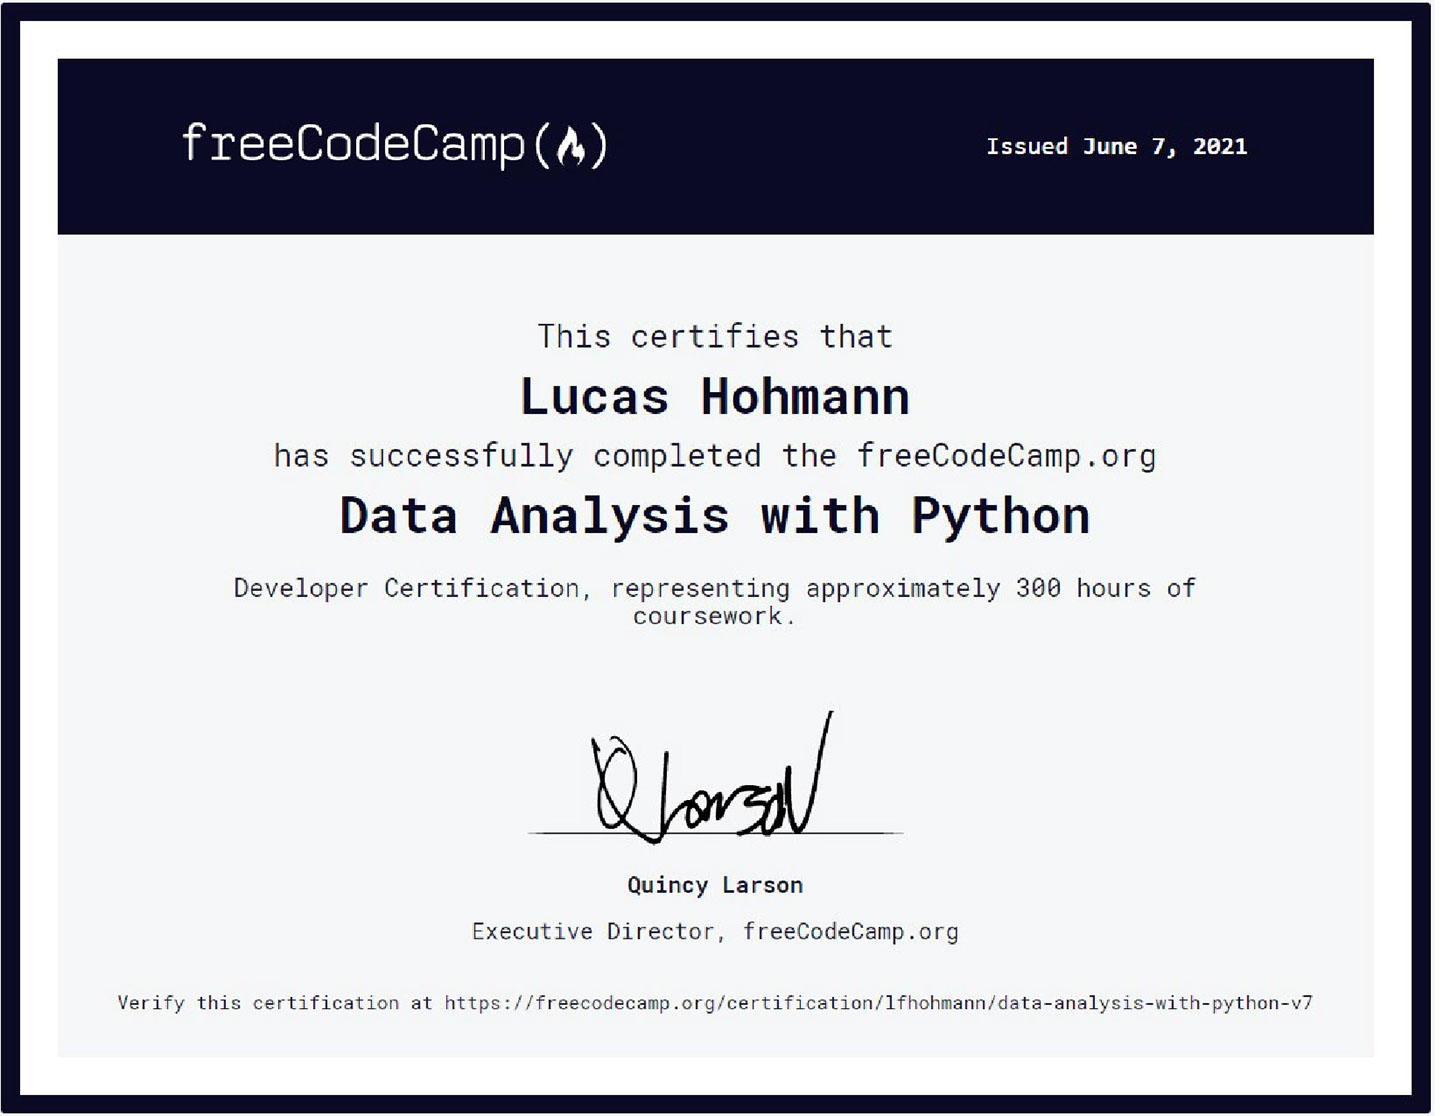 freeCodeCamp(🔥)
Issued June 7, 2021
This certifies that
Lucas Hohmann
has successfully completed the freeCodeCamp.org
Data Analysis with Python
Developer Certification, representing approximately 300 hours of
coursework.
Q Larson
Quincy Larson
Executive Director, freeCodeCamp.org
Verify this certification at https://freecodecamp.org/certification/lfhohmann/data-analysis-with-python-v7